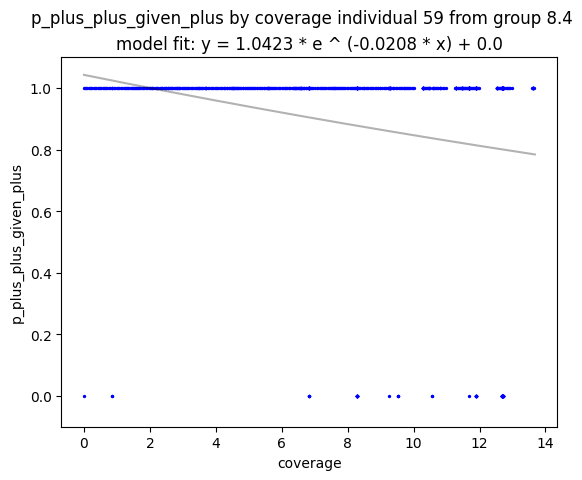 p_plus_plus_given_plus by coverage individual 59 from group 8.4
model fit: y = 1.0423 * e ^ (-0.0208 * x) + 0.0
p_plus_plus_given_plus
1.0
0.8
0.6
0.4
0.2
0.0
0 2 4 6 8 10 12 14
coverage